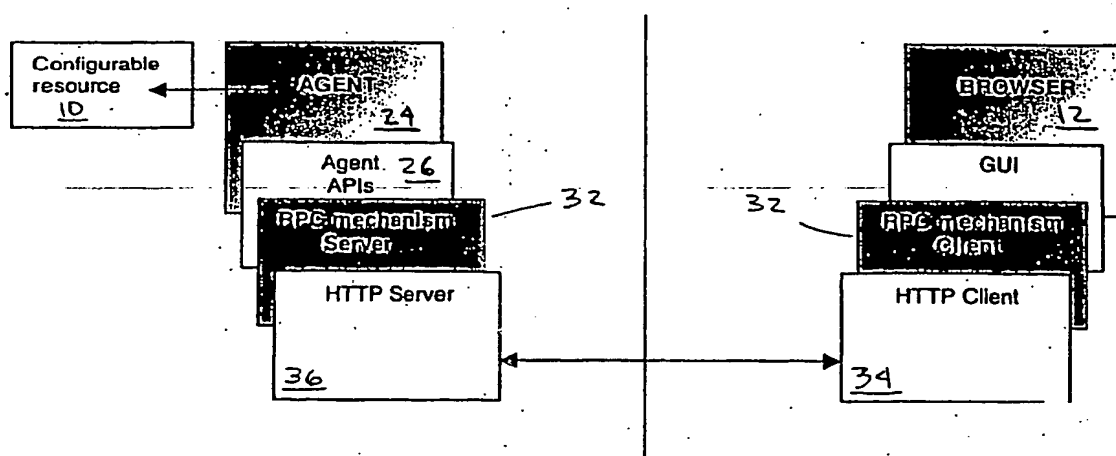 Configurable
resource
10
AGENT
24
Agent
APIs
26
RPC mechanism
Server
32
HTTP Server
36
BROWSER
12
GUI
32
RPC mechanism
Client
HTTP Client
34